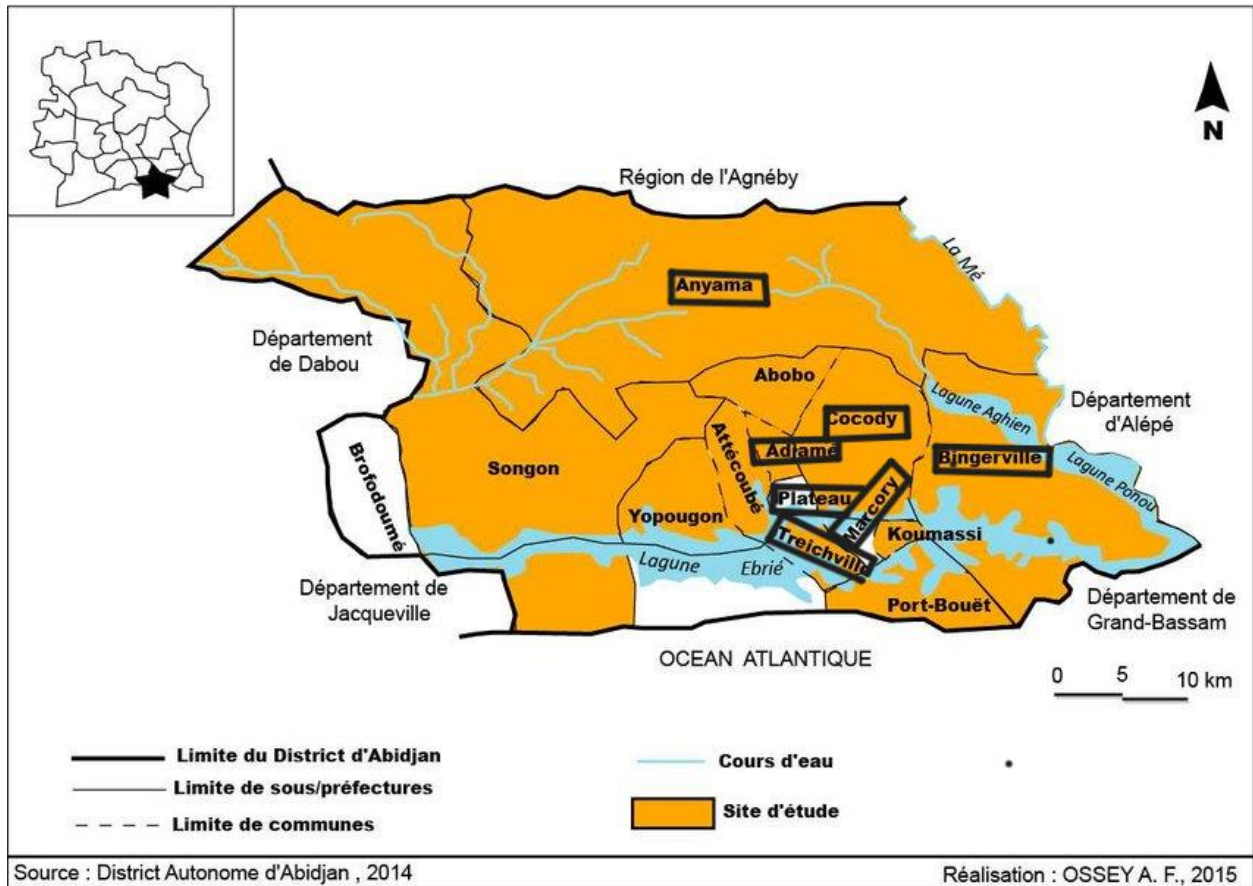 N
Région de l'Agnéby
La Mé
Anyama
Département
de Dabou
Abobo
Lagune Aghien
Département
d'Alépé
Cocody
Adjamé
Attécoubé
Bingerville
Lagune Ponou
Brofodoumé
Songon
Plateau
Marcory
Yopougon
Treichville
Koumassi
Lagune Ebrié
Département de
Jacqueville
Port-Bouët
Département de
Grand-Bassam
OCEAN ATLANTIQUE
0 5 10 km
Limite du District d'Abidjan
Limite de sous/préfectures
Limite de communes
Cours d'eau
Site d'étude
Source : District Autonome d'Abidjan , 2014
Réalisation : OSSEY A. F., 2015